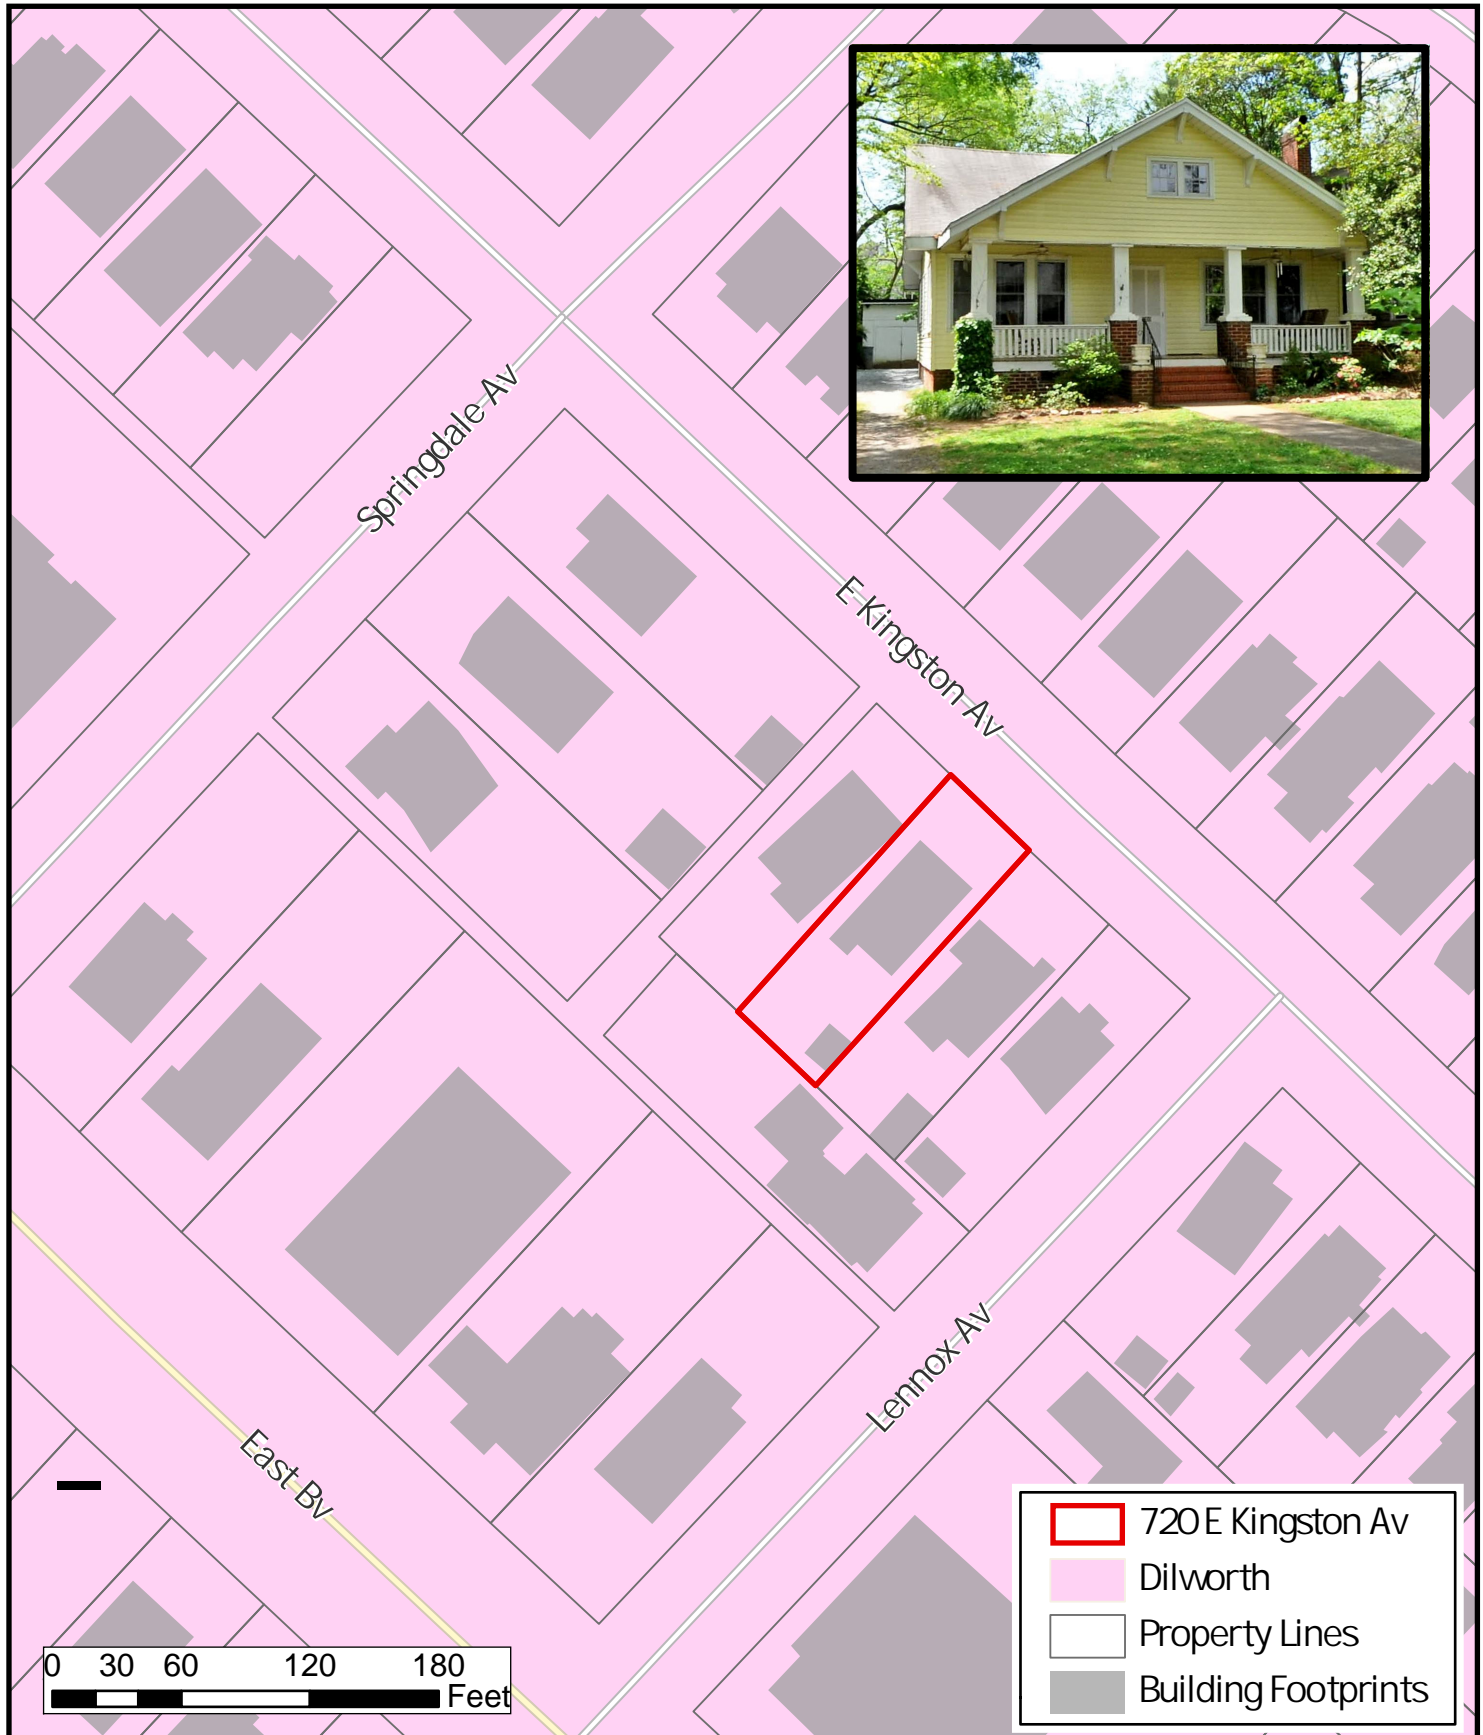 Springdale Av
E Kingston Av
Lennox Av
East Bv
720 E Kingston Av
Dilworth
Property Lines
Building Footprints
0 30 60 120 180
Feet